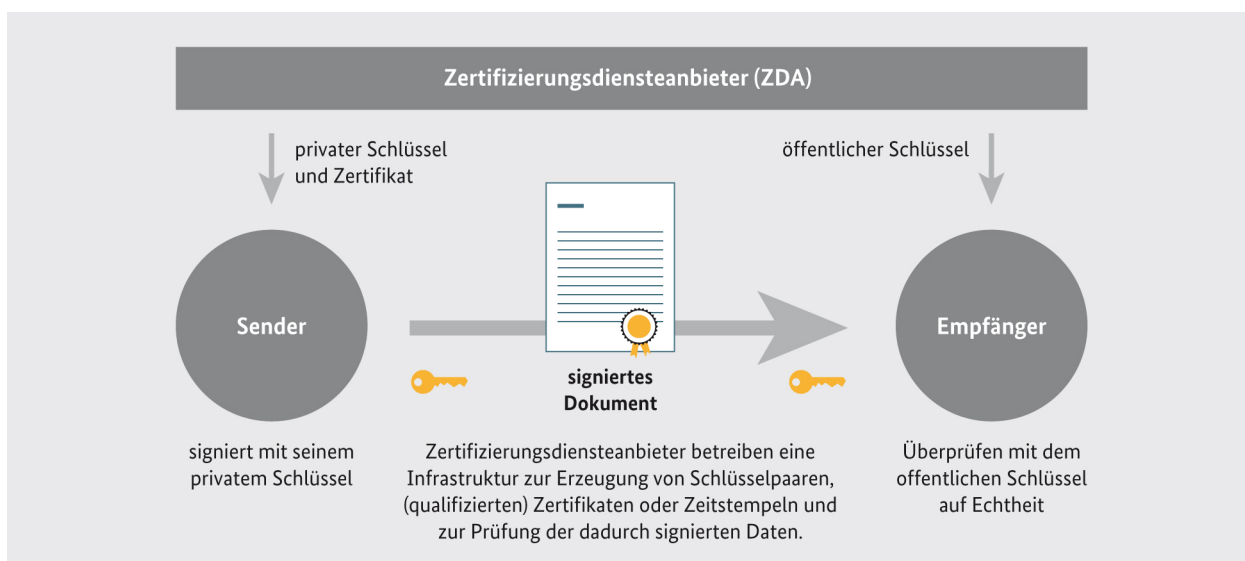 Zertifizierungsdiensteanbieter (ZDA)
privater Schlüssel
und Zertifikat
öffentlicher Schlüssel
Sender
Empfänger
signiertes
Dokument
signiert mit seinem
privatem Schlüssel
Zertifizierungsdiensteanbieter betreiben eine
Infrastruktur zur Erzeugung von Schlüsselpaaren,
(qualifizierten) Zertifikaten oder Zeitstempeln und
zur Prüfung der dadurch signierten Daten.
Überprüfen mit dem
offentlichen Schlüssel
auf Echtheit